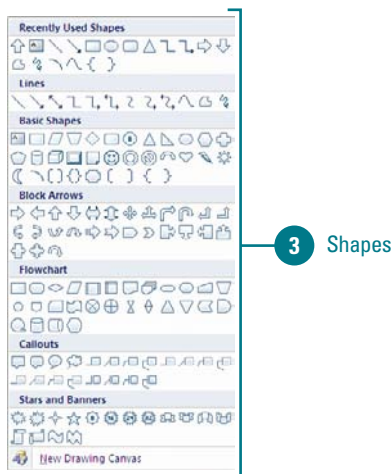 Recently Used Shapes
Lines
Basic Shapes
Block Arrows
Flowchart
Callouts
Stars and Banners
New Drawing Canvas
3 Shapes